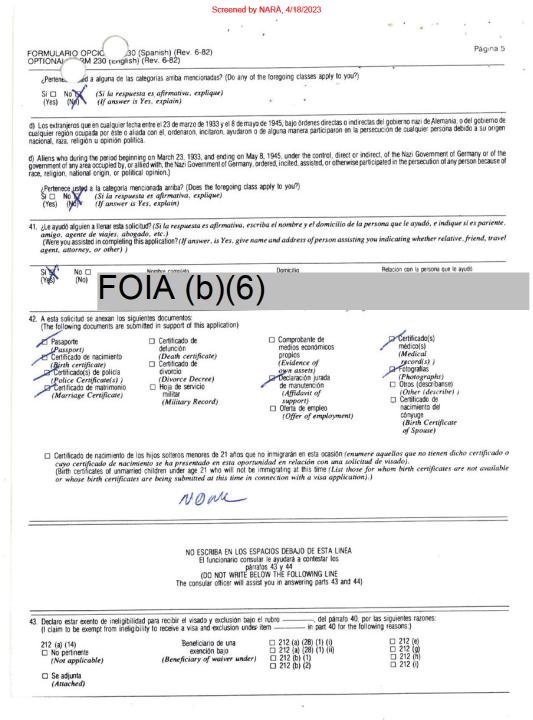 Screened by NARA, 4/18/2023
FORMULARIO OPCIO 230 (Spanish) (Rev. 6-82)
OPTIONAL RM 230 (English) (Rev. 6-82)
Página 5
¿Pertenec d a alguna de las categorías arriba mencionadas? (Do any of the foregoing classes apply to you?)
Sí ☐ No ☒ (Si la respuesta es afirmativa, explique)
(Yes) (No) (If answer is Yes, explain)
d) Los extranjeros que en cualquier fecha entre el 23 de marzo de 1933 y el 8 de mayo de 1945, bajo órdenes directas o indirectas del gobierno nazi de Alemania, o del gobierno de
cualquier región ocupada por éste o aliada con él, ordenaron, incitaron, ayudaron o de alguna manera participaron en la persecución de cualquier persona debido a su origen
nacional, raza, religión u opinión política.
d) Aliens who during the period beginning on March 23, 1933, and ending on May 8, 1945, under the control, direct or indirect, of the Nazi Government of Germany or of the
government of any area occupied by, or allied with, the Nazi Government of Germany, ordered, incited, assisted, or otherwise participated in the persecution of any person because of
race, religion, national origin, or political opinion.)
¿Pertenece usted a la categoría mencionada arriba? (Does the foregoing class apply to you?)
Sí ☐ No ☒ (Si la respuesta es afirmativa, explique)
(Yes) (No) (If answer is Yes, explain)
41. ¿Le ayudó alguien a llenar esta solicitud? (Si la respuesta es afirmativa, escriba el nombre y el domicilio de la persona que le ayudó, e indique si es pariente,
amigo, agente de viajes, abogado, etc.)
(Were you assisted in completing this application? (If answer, is Yes, give name and address of person assisting you indicating whether relative, friend, travel
agent, attorney, or other) )
Sí ☒ No ☐ Nombre completo Domicilio Relación con la persona que le ayudó
(Yes) (No)
FOIA (b)(6)
42. A esta solicitud se anexan los siguientes documentos:
(The following documents are submitted in support of this application)
☒ Pasaporte
(Passport)
☒ Certificado de nacimiento
(Birth certificate)
☒ Certificado(s) de policía
(Police Certificate(s) )
☒ Certificado de matrimonio
(Marriage Certificate)
☐ Certificado de
defunción
(Death certificate)
☐ Certificado de
divorcio
(Divorce Decree)
☐ Hoja de servicio
militar
(Military Record)
☐ Comprobante de
medios económicos
propios
(Evidence of
own assets)
☒ Declaración jurada
de manutención
(Affidavit of
support)
☐ Oferta de empleo
(Offer of employment)
☒ Certificado(s)
médico(s)
(Medical
record(s) )
☒ Fotografías
(Photographs)
☐ Otros (descríbanse)
(Other (describe) )
☐ Certificado de
nacimiento del
cónyuge
(Birth Certificate
of Spouse)
☐ Certificado de nacimiento de los hijos solteros menores de 21 años que no inmigrarán en esta ocasión (enumere aquellos que no tienen dicho certificado o
cuyo certificado de nacimiento se ha presentado en esta oportunidad en relación con una solicitud de visado).
(Birth certificates of unmarried children under age 21 who will not be immigrating at this time (List those for whom birth certificates are not available
or whose birth certificates are being submitted at this time in connection with a visa application).)
NONE
NO ESCRIBA EN LOS ESPACIOS DEBAJO DE ESTA LINEA
El funcionario consular le ayudará a contestar los
párrafos 43 y 44
(DO NOT WRITE BELOW THE FOLLOWING LINE
The consular officer will assist you in answering parts 43 and 44)
43. Declaro estar exento de ineligibilidad para recibir el visado y exclusión bajo el rubro ________, del párrafo 40, por las siguientes razones:
(I claim to be exempt from ineligibility to receive a visa and exclusion under item ________ in part 40 for the following reasons:)
212 (a) (14)
☐ No pertinente
(Not applicable)
☐ Se adjunta
(Attached)
Beneficiario de una
exención bajo
(Beneficiary of waiver under)
☐ 212 (a) (28) (1) (i)
☐ 212 (a) (28) (1) (ii)
☐ 212 (b) (1)
☐ 212 (b) (2)
☐ 212 (e)
☐ 212 (g)
☐ 212 (h)
☐ 212 (i)